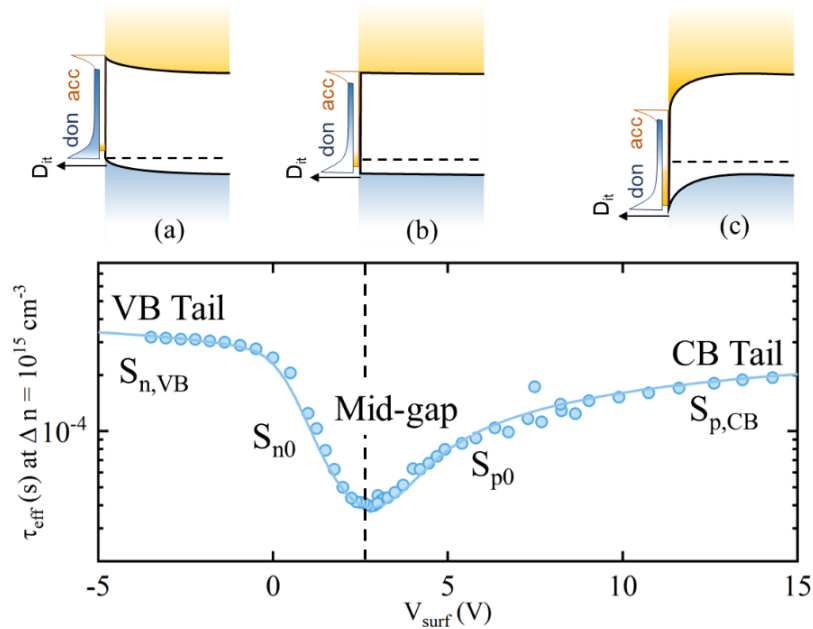 acc
don
D_it
(a)
acc
don
D_it
(b)
acc
don
D_it
(c)
VB Tail
CB Tail
S_n,VB
Mid-gap
S_n0
S_p0
S_p,CB
τ_eff (s) at Δ n = 10^15 cm^-3
10^-4
-5 0 5 10 15
V_surf (V)